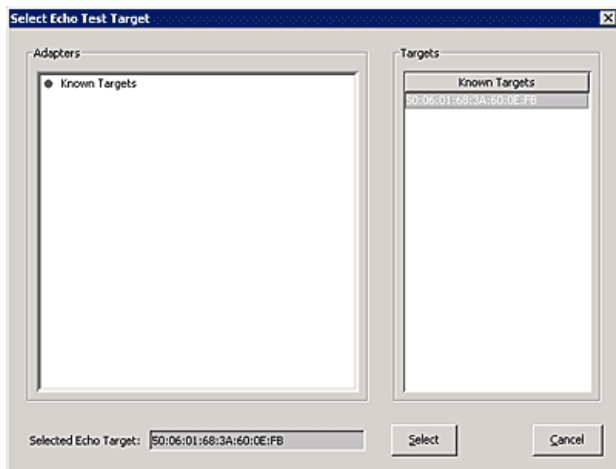 Select Echo Test Target
Adapters
Known Targets
Targets
Known Targets
50:06:01:68:3A:60:0E:FB
Selected Echo Target: 50:06:01:68:3A:60:0E:FB
Select
Cancel